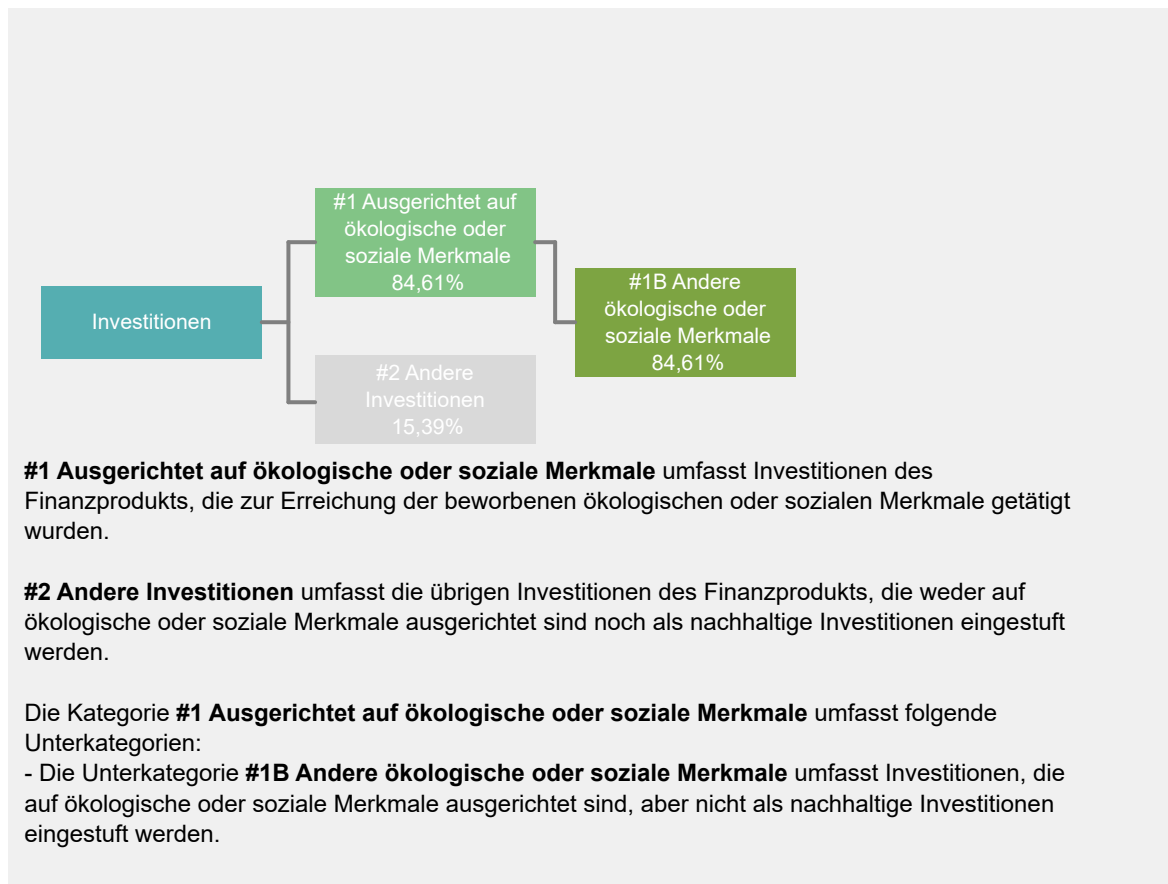 #1 Ausgerichtet auf
ökologische oder
soziale Merkmale
84,61%
#1B Andere
ökologische oder
soziale Merkmale
84,61%
Investitionen
#2 Andere
Investitionen
15,39%
#1 Ausgerichtet auf ökologische oder soziale Merkmale umfasst Investitionen des
Finanzprodukts, die zur Erreichung der beworbenen ökologischen oder sozialen Merkmale getätigt
wurden.
#2 Andere Investitionen umfasst die übrigen Investitionen des Finanzprodukts, die weder auf
ökologische oder soziale Merkmale ausgerichtet sind noch als nachhaltige Investitionen eingestuft
werden.
Die Kategorie #1 Ausgerichtet auf ökologische oder soziale Merkmale umfasst folgende
Unterkategorien:
- Die Unterkategorie #1B Andere ökologische oder soziale Merkmale umfasst Investitionen, die
auf ökologische oder soziale Merkmale ausgerichtet sind, aber nicht als nachhaltige Investitionen
eingestuft werden.